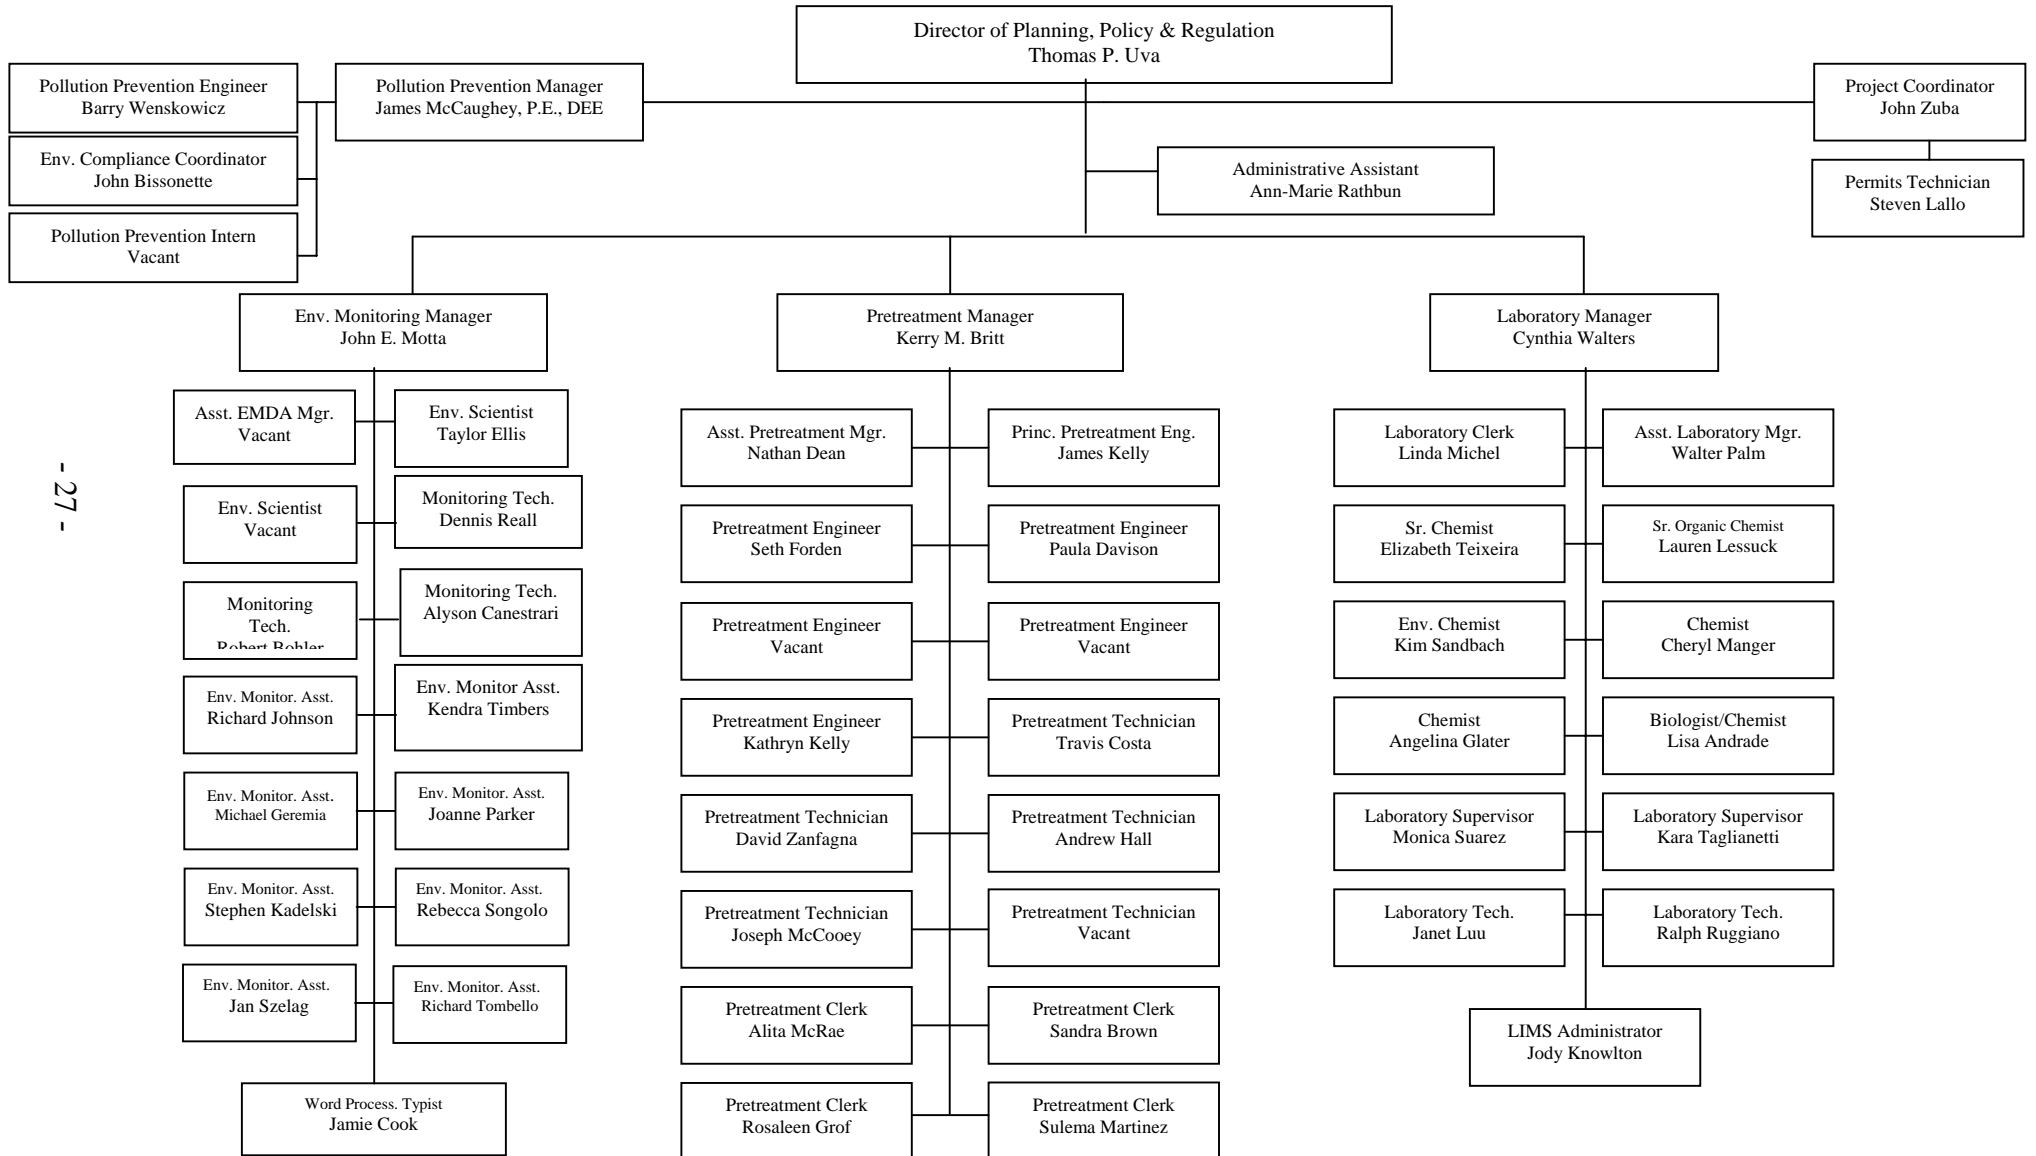 Director of Planning, Policy & Regulation
Thomas P. Uva
Pollution Prevention Engineer
Barry Wenskowicz
Pollution Prevention Manager
James McCaughey, P.E., DEE
Project Coordinator
John Zuba
Env. Compliance Coordinator
John Bissonette
Administrative Assistant
Ann-Marie Rathbun
Permits Technician
Steven Lallo
Pollution Prevention Intern
Vacant
Env. Monitoring Manager
John E. Motta
Pretreatment Manager
Kerry M. Britt
Laboratory Manager
Cynthia Walters
Asst. EMDA Mgr.
Vacant
Env. Scientist
Taylor Ellis
Env. Scientist
Vacant
Monitoring Tech.
Dennis Reall
Monitoring
Tech.
Robert Bohler
Monitoring Tech.
Alyson Canestrari
Env. Monitor. Asst.
Richard Johnson
Env. Monitor Asst.
Kendra Timbers
Env. Monitor. Asst.
Michael Geremia
Env. Monitor. Asst.
Joanne Parker
Env. Monitor. Asst.
Stephen Kadelski
Env. Monitor. Asst.
Rebecca Songolo
Env. Monitor. Asst.
Jan Szelag
Env. Monitor. Asst.
Richard Tombello
Word Process. Typist
Jamie Cook
Asst. Pretreatment Mgr.
Nathan Dean
Princ. Pretreatment Eng.
James Kelly
Pretreatment Engineer
Seth Forden
Pretreatment Engineer
Paula Davison
Pretreatment Engineer
Vacant
Pretreatment Engineer
Vacant
Pretreatment Engineer
Kathryn Kelly
Pretreatment Technician
Travis Costa
Pretreatment Technician
David Zanfagna
Pretreatment Technician
Andrew Hall
Pretreatment Technician
Joseph McCooey
Pretreatment Technician
Vacant
Pretreatment Clerk
Alita McRae
Pretreatment Clerk
Sandra Brown
Pretreatment Clerk
Rosaleen Grof
Pretreatment Clerk
Sulema Martinez
Laboratory Clerk
Linda Michel
Asst. Laboratory Mgr.
Walter Palm
Sr. Chemist
Elizabeth Teixeira
Sr. Organic Chemist
Lauren Lessuck
Env. Chemist
Kim Sandbach
Chemist
Cheryl Manger
Chemist
Angelina Glater
Biologist/Chemist
Lisa Andrade
Laboratory Supervisor
Monica Suarez
Laboratory Supervisor
Kara Taglianetti
Laboratory Tech.
Janet Luu
Laboratory Tech.
Ralph Ruggiano
LIMS Administrator
Jody Knowlton
- 27 -